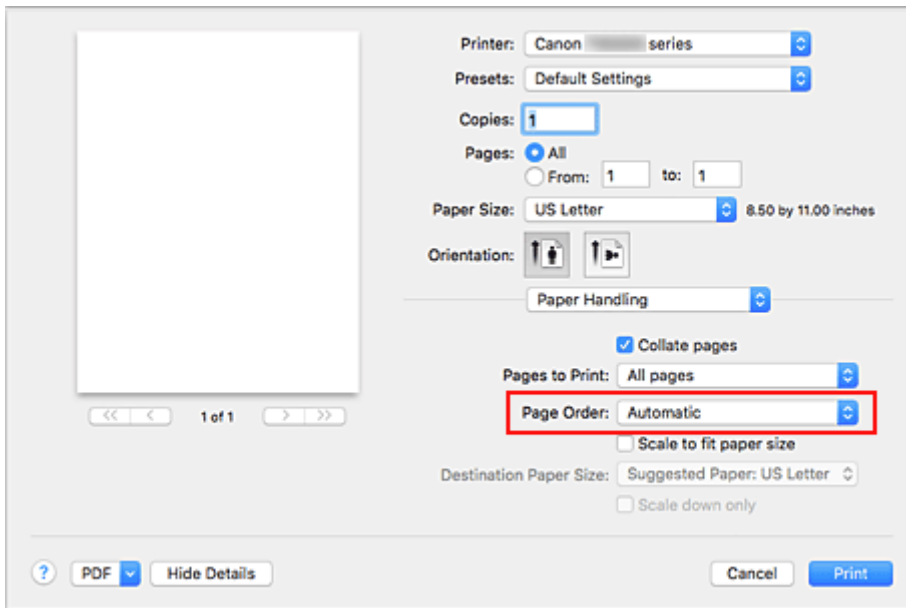 Printer: Canon series
Presets: Default Settings
Copies: 1
Pages: All
From: 1 to: 1
Paper Size: US Letter 8.50 by 11.00 inches
Orientation:
Paper Handling
Collate pages
Pages to Print: All pages
Page Order: Automatic
Scale to fit paper size
Destination Paper Size: Suggested Paper: US Letter
Scale down only
<< < 1 of 1 > >>
? PDF Hide Details Cancel Print